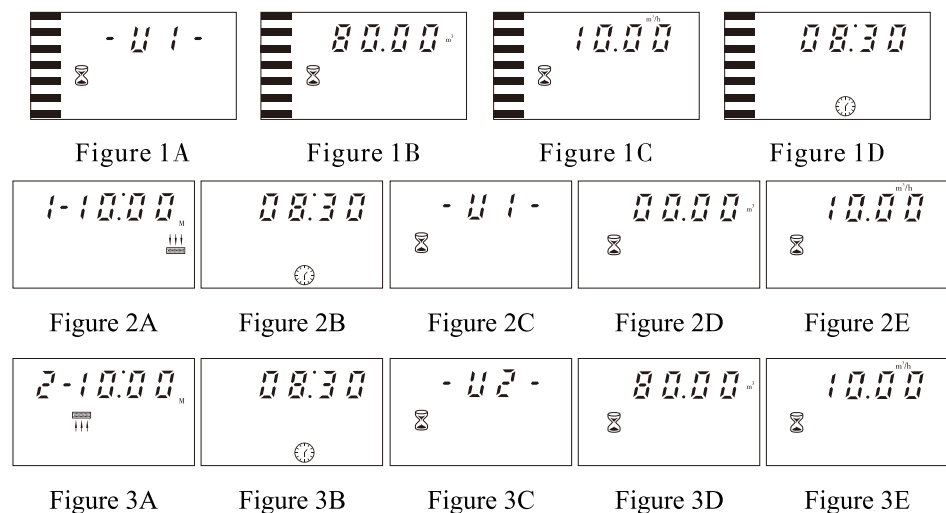 - U 1 - 80.00 m³ 10.00 m³/h 08:30
Figure 1A Figure 1B Figure 1C Figure 1D
1-10:00 M 08:30 - U 1 - 00.00 m³ 10.00 m³/h
Figure 2A Figure 2B Figure 2C Figure 2D Figure 2E
2-10:00 M 08:30 - U 2 - 80.00 m³ 10.00 m³/h
Figure 3A Figure 3B Figure 3C Figure 3D Figure 3E